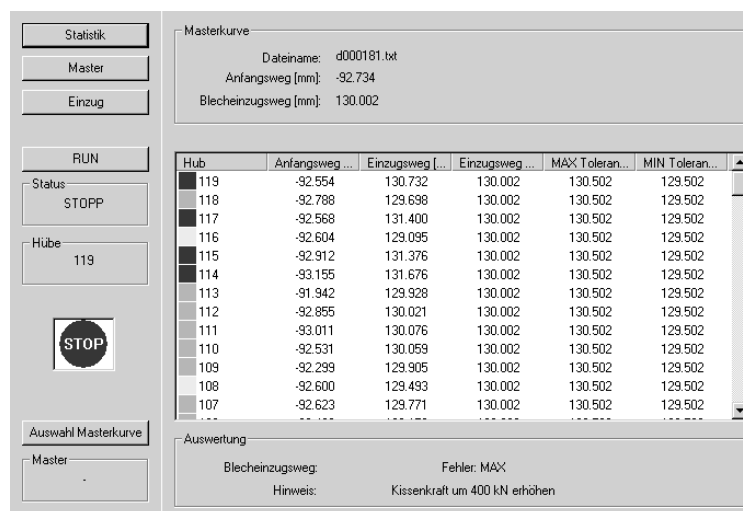 Statistik
Master
Einzug
RUN
Status
STOPP
Hübe
119
STOP
Auswahl Masterkurve
Master
-
Masterkurve
Dateiname: d000181.txt
Anfangsweg [mm]: -92.734
Blecheinzugsweg [mm]: 130.002
Hub Anfangsweg ... Einzugsweg [... Einzugsweg ... MAX Toleran... MIN Toleran...
119 -92.554 130.732 130.002 130.502 129.502
118 -92.788 129.698 130.002 130.502 129.502
117 -92.568 131.400 130.002 130.502 129.502
116 -92.604 129.095 130.002 130.502 129.502
115 -92.912 131.376 130.002 130.502 129.502
114 -93.155 131.676 130.002 130.502 129.502
113 -91.942 129.928 130.002 130.502 129.502
112 -92.855 130.021 130.002 130.502 129.502
111 -93.011 130.076 130.002 130.502 129.502
110 -92.531 130.059 130.002 130.502 129.502
109 -92.299 129.905 130.002 130.502 129.502
108 -92.600 129.493 130.002 130.502 129.502
107 -92.623 129.771 130.002 130.502 129.502
Auswertung
Blecheinzugsweg: Fehler: MAX
Hinweis: Kissenkraft um 400 kN erhöhen